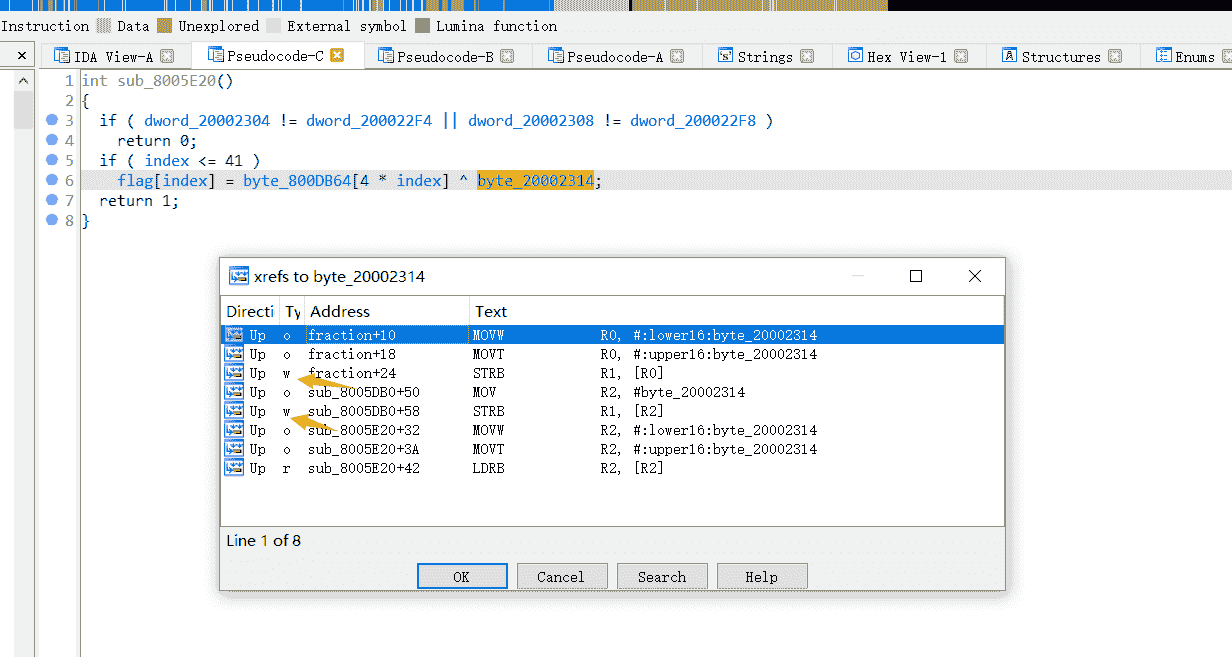 Instruction Data Unexplored External symbol Lumina function
IDA View-A Pseudocode-C Pseudocode-B Pseudocode-A Strings Hex View-1 Structures Enums
1 int sub_8005E20()
2 {
3 if ( dword_20002304 != dword_200022F4 || dword_20002308 != dword_200022F8 )
4 return 0;
5 if ( index <= 41 )
6 flag[index] = byte_800DB64[4 * index] ^ byte_20002314;
7 return 1;
8 }
xrefs to byte_20002314
Directi Ty Address Text
Up o fraction+10 MOVW R0, #:lower16:byte_20002314
Up o fraction+18 MOVT R0, #:upper16:byte_20002314
Up w fraction+24 STRB R1, [R0]
Up o sub_8005DB0+50 MOV R2, #byte_20002314
Up w sub_8005DB0+58 STRB R1, [R2]
Up o sub_8005E20+32 MOVW R2, #:lower16:byte_20002314
Up o sub_8005E20+3A MOVT R2, #:upper16:byte_20002314
Up r sub_8005E20+42 LDRB R2, [R2]
Line 1 of 8
OK Cancel Search Help